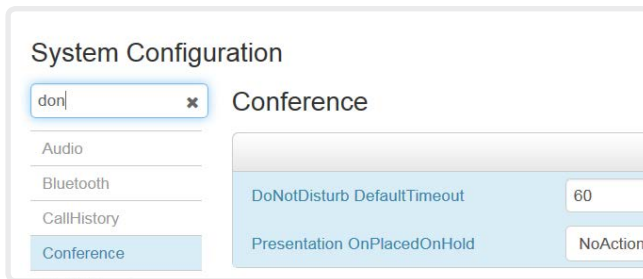 System Configuration
don
Conference
Audio
Bluetooth
CallHistory
Conference
DoNotDisturb DefaultTimeout
60
Presentation OnPlacedOnHold
NoAction